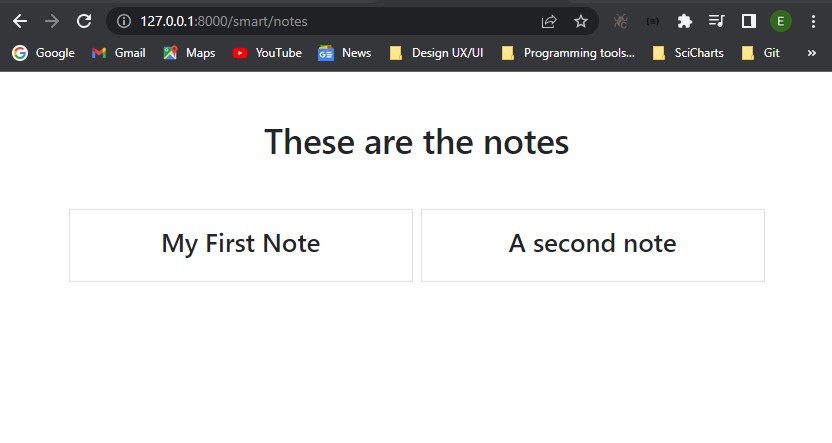 127.0.0.1:8000/smart/notes
E
Google Gmail Maps YouTube News Design UX/UI Programming tools... SciCharts Git »
These are the notes
My First Note A second note